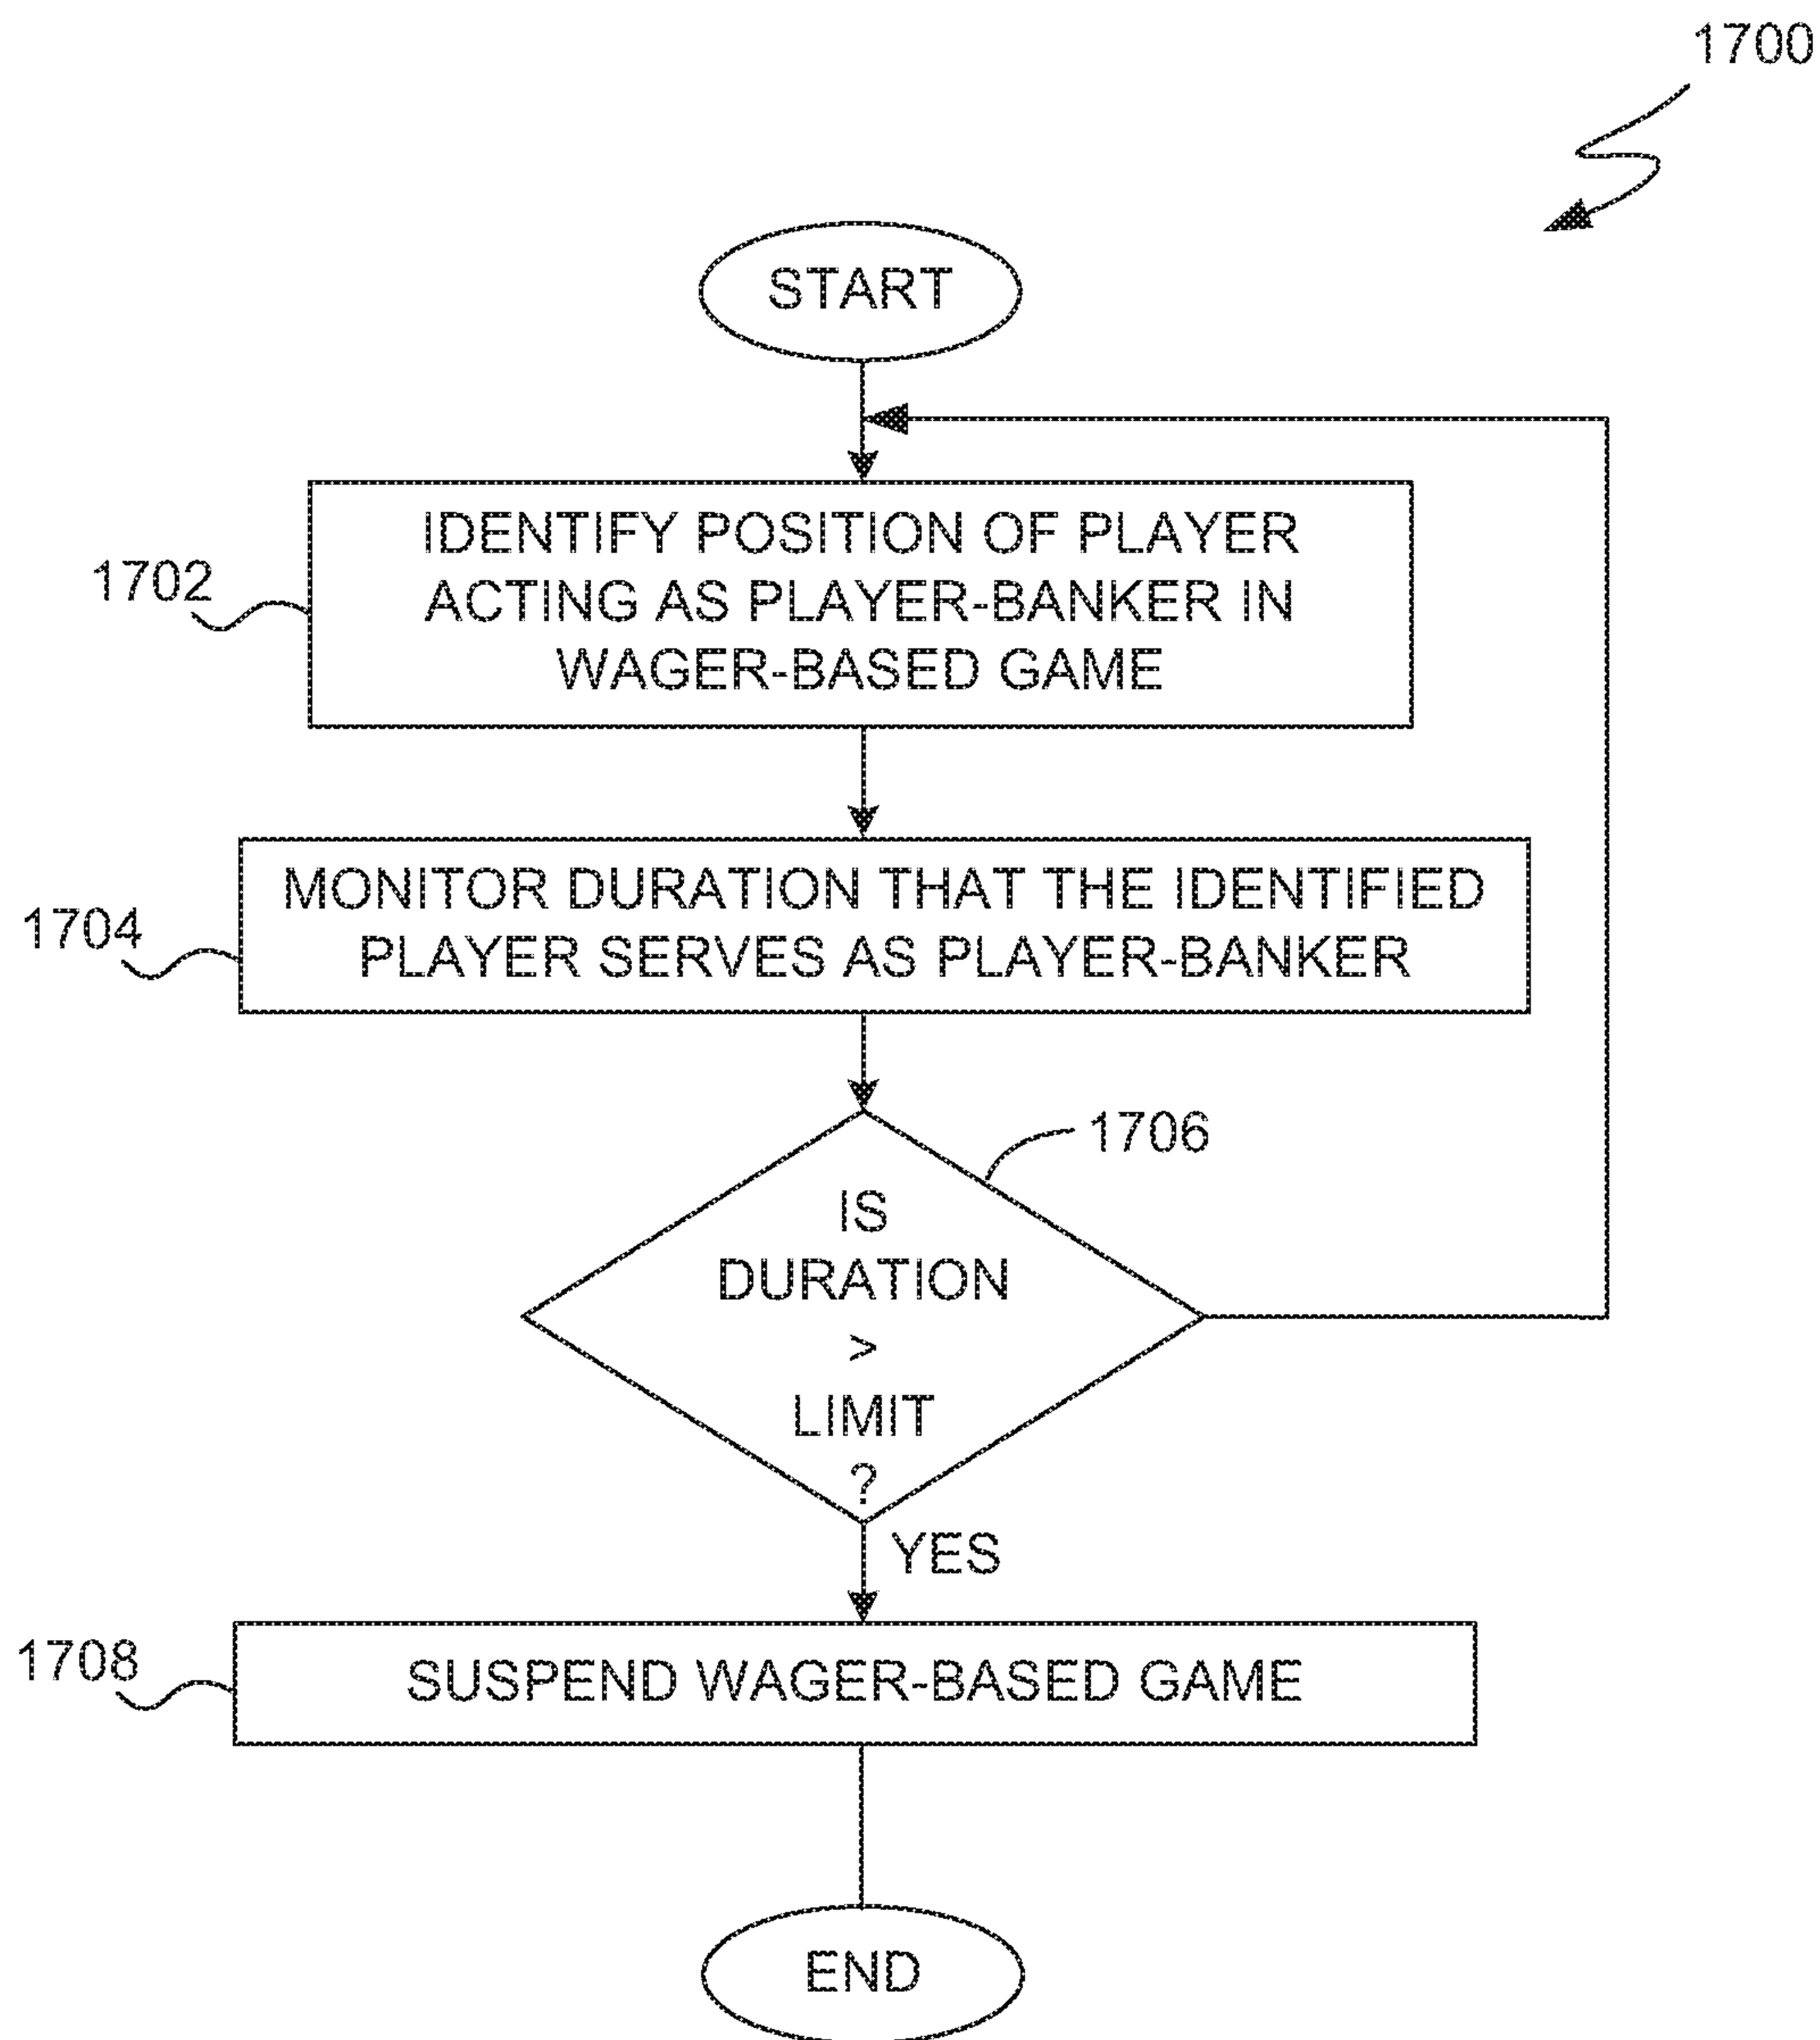 1700
START
1702
IDENTIFY POSITION OF PLAYER
ACTING AS PLAYER-BANKER IN
WAGER-BASED GAME
1704
MONITOR DURATION THAT THE IDENTIFIED
PLAYER SERVES AS PLAYER-BANKER
1706
IS
DURATION
>
LIMIT
?
YES
1708
SUSPEND WAGER-BASED GAME
END